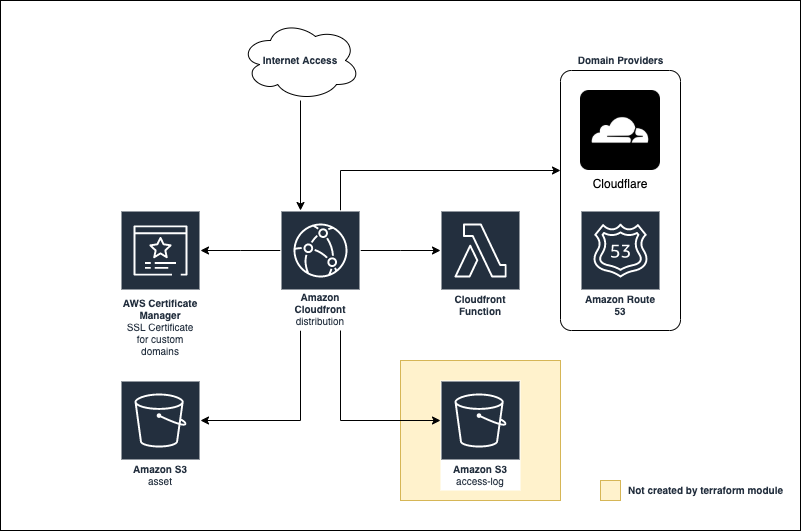 Internet Access
Domain Providers
Cloudflare
53
AWS Certificate
Manager
SSL Certificate
for custom
domains
Amazon
Cloudfront
distribution
Cloudfront
Function
Amazon Route
53
Amazon S3
asset
Amazon S3
access-log
Not created by terraform module